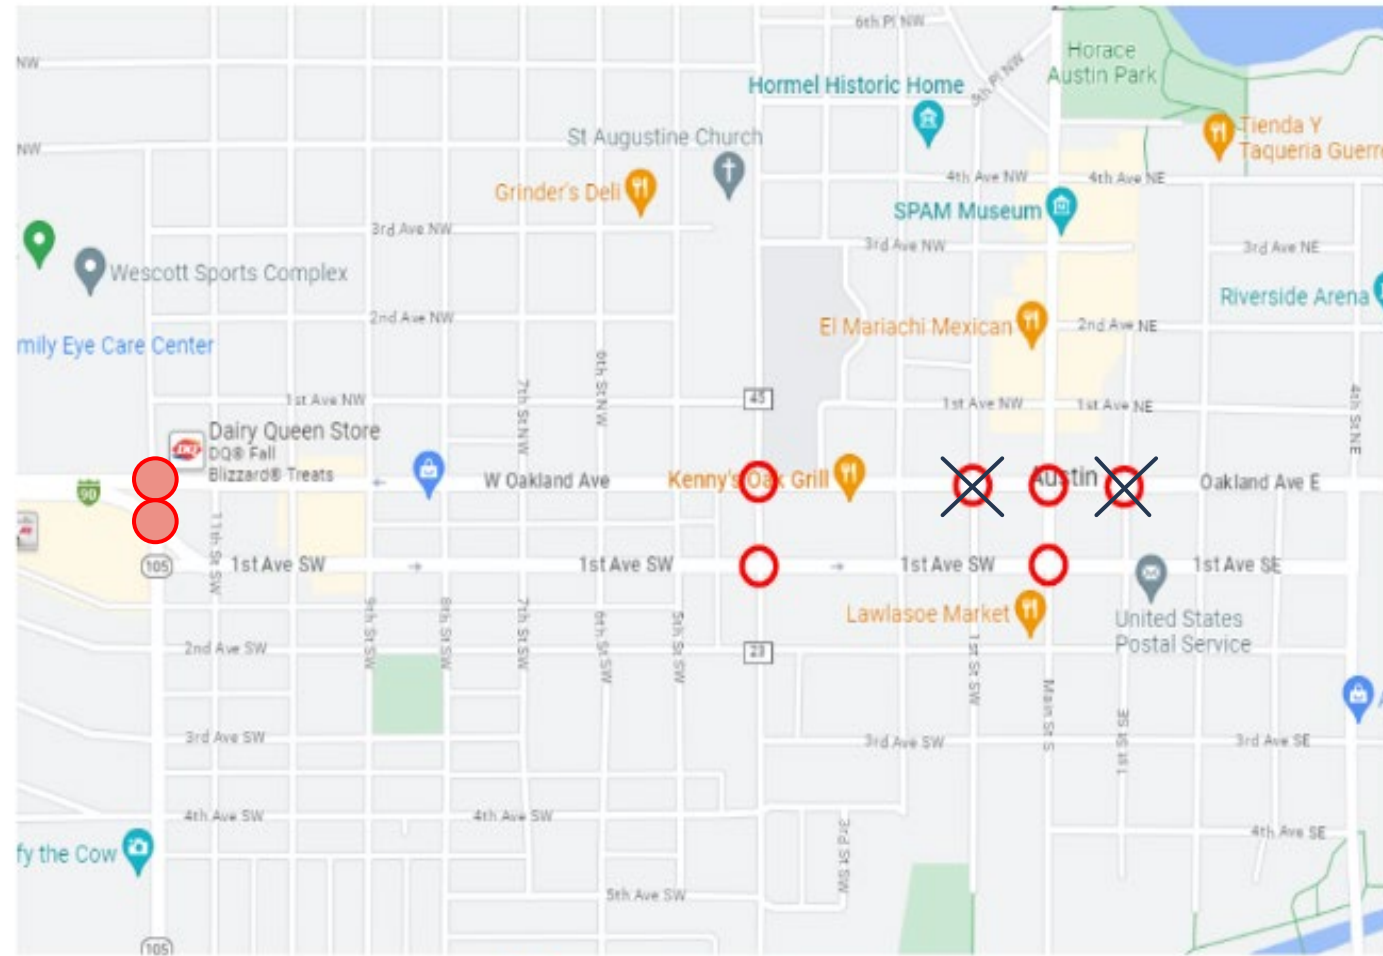 6th Pl NW
NW
Horace
Austin Park
5th Pl NW
Hormel Historic Home
St Augustine Church
Tienda Y
Taqueria Guerre
NW
4th Ave NW
4th Ave NE
Grinder's Deli
SPAM Museum
3rd Ave NW
3rd Ave NW
3rd Ave NE
Wescott Sports Complex
Riverside Arena
2nd Ave NW
El Mariachi Mexican
2nd Ave NE
mily Eye Care Center
6th St NW
7th St NW
45
4th St NE
1st Ave NW
1st Ave NW
1st Ave NE
Dairy Queen Store
DQ® Fall
Blizzard® Treats
DQ
90
W Oakland Ave
Kenny's Oak Grill
Austin
Oakland Ave E
11th St SW
105
1st Ave SW
1st Ave SW
1st Ave SW
1st Ave SE
Lawlasoe Market
United States
Postal Service
9th St SW
8th St SW
7th St SW
6th St SW
5th St SW
23
2nd Ave SW
1st St SW
Main St S
1st St SE
3rd Ave SW
3rd Ave SW
3rd Ave SE
4th Ave SW
4th Ave SW
4th Ave SE
3rd St SW
fy the Cow
5th Ave SW
105